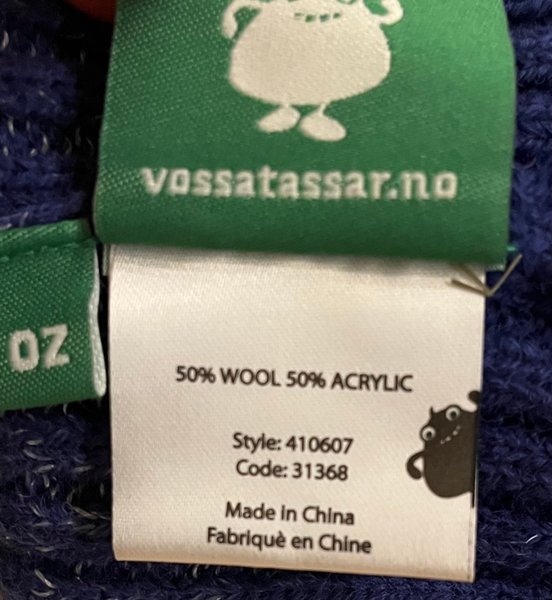 vossatassar.no
50% WOOL 50% ACRYLIC
Style: 410607
Code: 31368
Made in China
Fabriquè en Chine